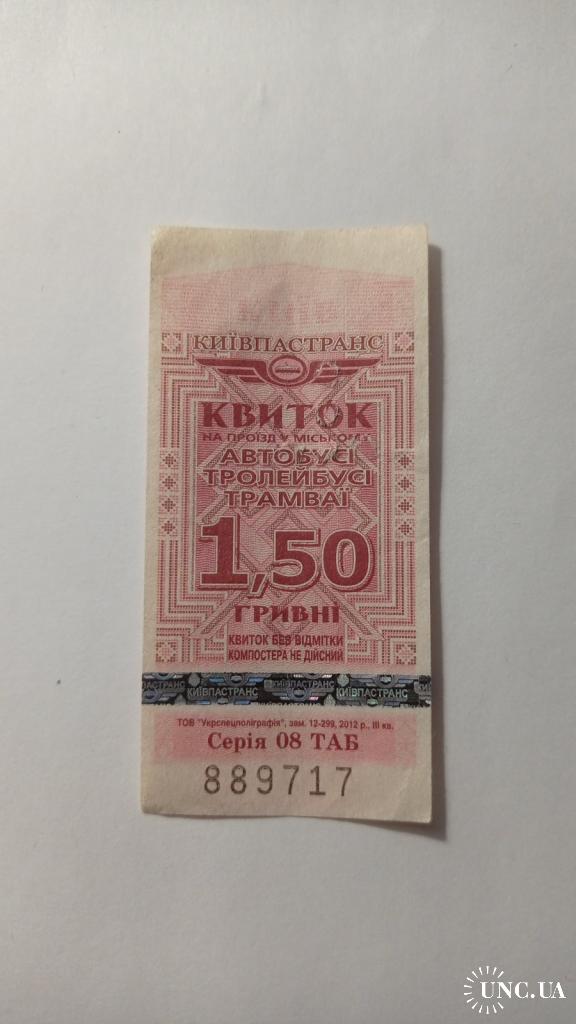 КИЇВПАСТРАНС
КВИТОК
НА ПРОЇЗД У МІСЬКОМУ
АВТОБУСІ
ТРОЛЕЙБУСІ
ТРАМВАЇ
1,50
ГРИВНІ
КВИТОК БЕЗ ВІДМІТКИ
КОМПОСТЕРА НЕ ДІЙСНИЙ
КИЇВПАСТРАНС КИЇВПАСТРАНС
ТОВ "Укрспецполіграфія", зам. 12-299, 2012 р., III кв.
Серія 08 ТАБ
889717
UNC.UA